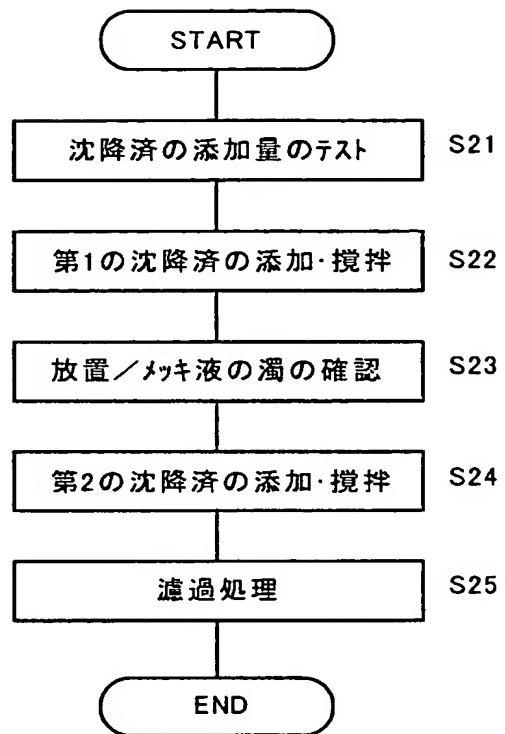 START
沈降済の添加量のテスト S21
第1の沈降済の添加・撹拌 S22
放置／メッキ液の濁の確認 S23
第2の沈降済の添加・撹拌 S24
濾過処理 S25
END